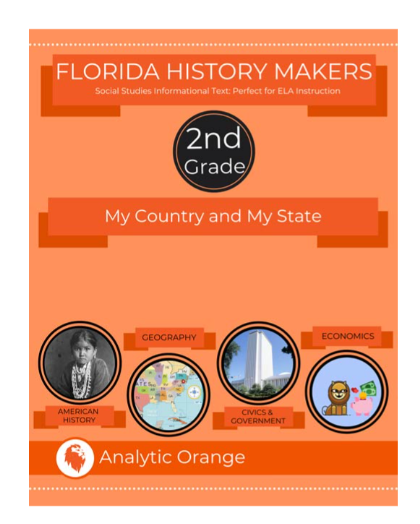 FLORIDA HISTORY MAKERS
Social Studies Informational Text: Perfect for ELA Instruction
2nd
Grade
My Country and My State
GEOGRAPHY
ECONOMICS
AMERICAN
HISTORY
CIVICS &
GOVERNMENT
Analytic Orange